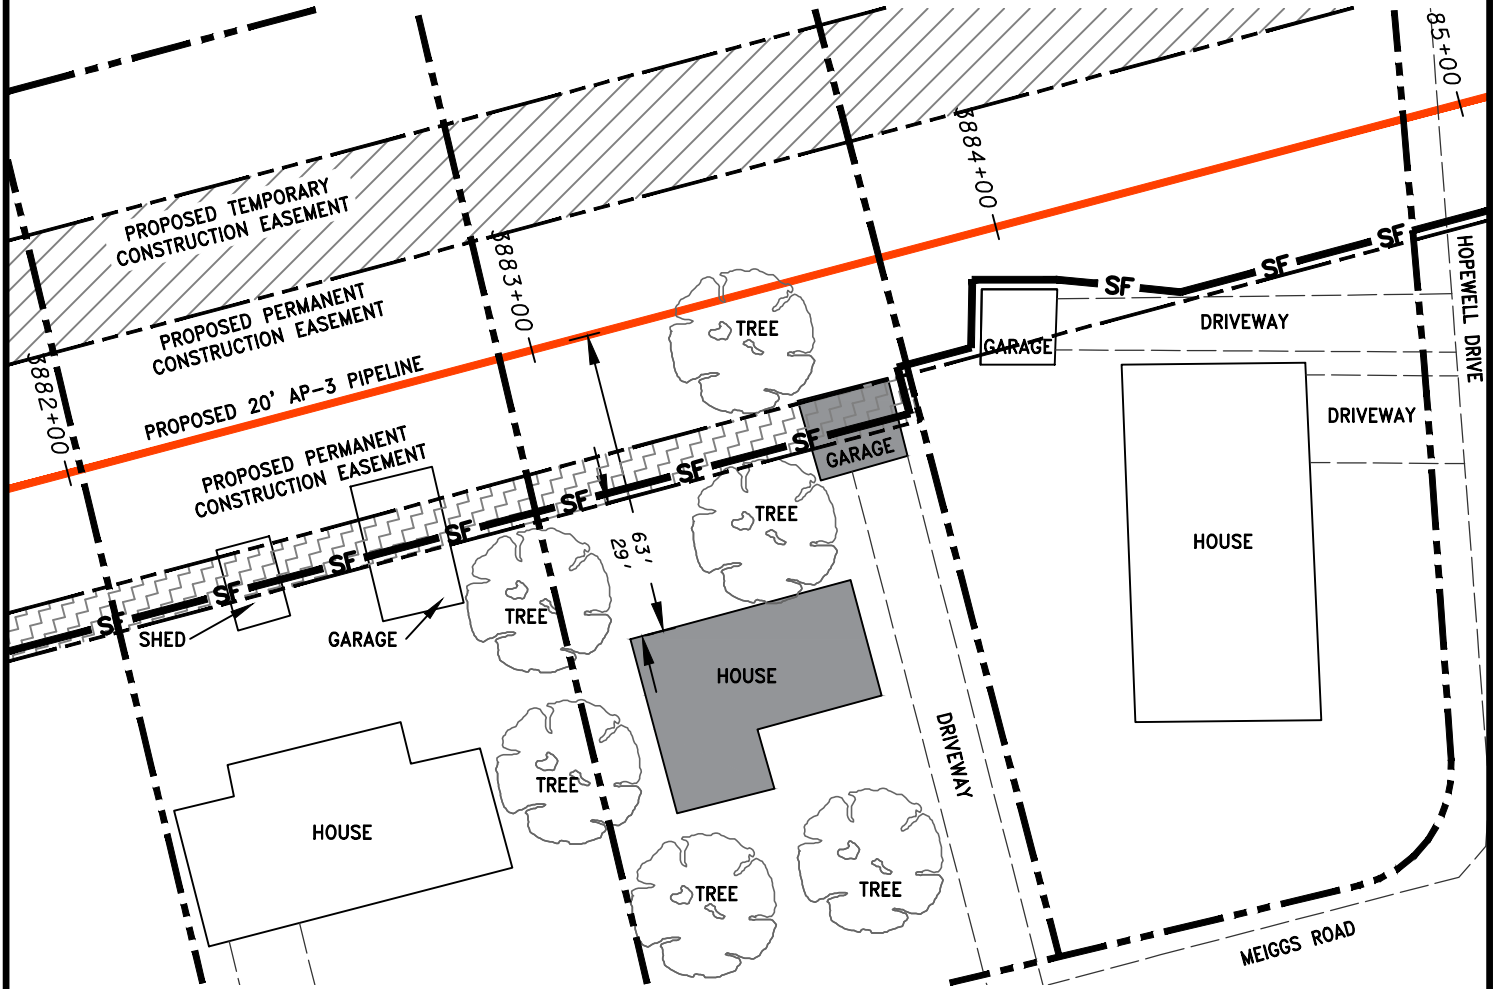 85+00
3884+00
PROPOSED TEMPORARY
CONSTRUCTION EASEMENT
3883+00
HOPEWELL DRIVE
SF
SF
SF
PROPOSED PERMANENT
CONSTRUCTION EASEMENT
TREE
DRIVEWAY
GARAGE
3882+00
PROPOSED 20' AP-3 PIPELINE
DRIVEWAY
PROPOSED PERMANENT
CONSTRUCTION EASEMENT
SF
GARAGE
SF
SF
TREE
SF
63'
29'
HOUSE
SF
SF
SF
SHED
GARAGE
TREE
HOUSE
DRIVEWAY
TREE
HOUSE
TREE
TREE
MEIGGS ROAD